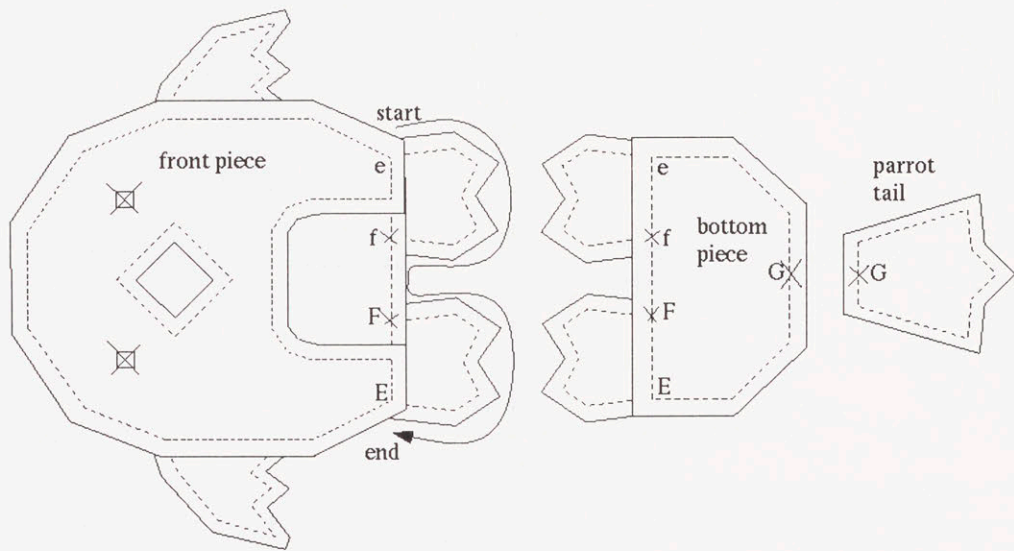 start
front piece
e
f
F
E
end
e
f
bottom
piece
G
F
E
parrot
tail
G